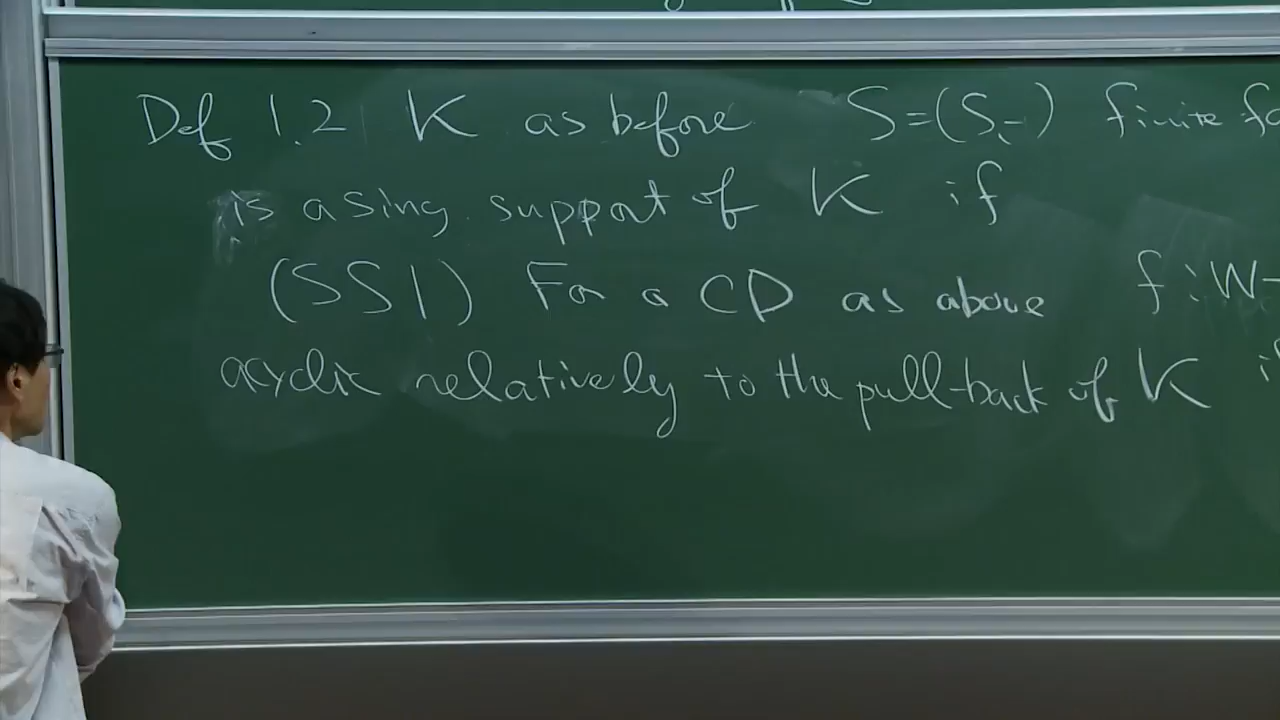 Def 1.2 K as before S=(S,-) finite fa
is a sing. support of K if
(SS1) For a CD as above f:W-
acyclic relatively to the pull-back of K i